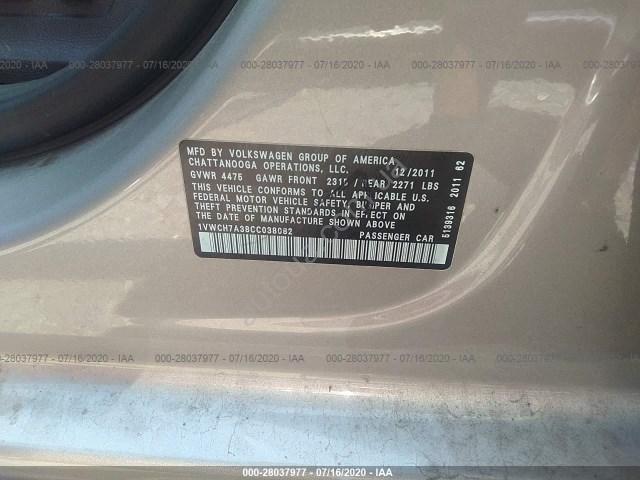 000-28037977 - 07/16/2020 - IAA
MFD BY VOLKSWAGEN GROUP OF AMERICA
CHATTANOOGA OPERATIONS, LLC. 12/2011
GVWR 4475 GAWR FRONT 2315 / REAR 2271 LBS
THIS VEHICLE CONFORMS TO ALL APPLICABLE U.S.
FEDERAL MOTOR VEHICLE SAFETY, BUMPER AND
THEFT PREVENTION STANDARDS IN EFFECT ON
THE DATE OF MANUFACTURE SHOWN ABOVE
1VWCH7A3BCC038082 PASSENGER CAR
5139316 2011 62
000-28037977 - 07/16/2020 - IAA
000-28037977 - 07/16/2020 - IAA